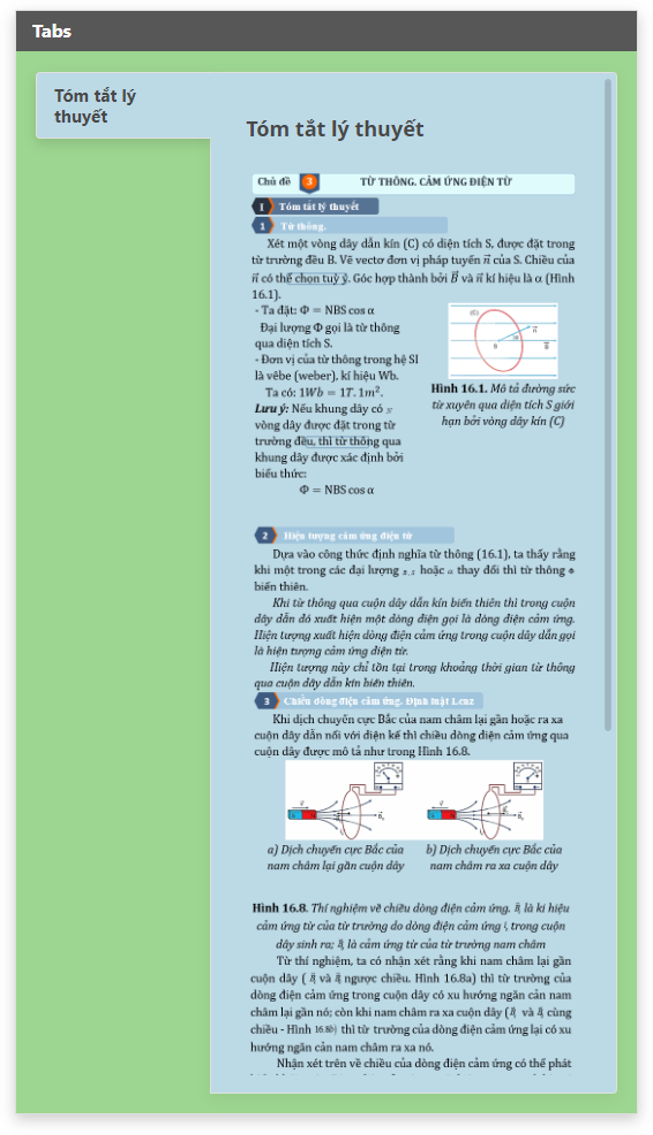 Tabs
Tóm tắt lý
thuyết
Tóm tắt lý thuyết
Chủ đề 3 TỪ THÔNG. CẢM ỨNG ĐIỆN TỪ
I Tóm tắt lý thuyết
1 Từ thông.
Xét một vòng dây dẫn kín (C) có diện tích S, được đặt trong
từ trường đều B. Vẽ vectơ đơn vị pháp tuyến n⃗ của S. Chiều của
n⃗ có thể chọn tuỳ ý. Góc hợp thành bởi B⃗ và n⃗ kí hiệu là α (Hình
16.1).
- Ta đặt: Φ = NBS cos α
Đại lượng Φ gọi là từ thông
qua diện tích S.
- Đơn vị của từ thông trong hệ SI
là vêbe (weber), kí hiệu Wb.
Ta có: 1Wb = 1T.1m².
Lưu ý: Nếu khung dây có N
vòng dây được đặt trong từ
trường đều, thì từ thông qua
khung dây được xác định bởi
biểu thức:
Φ = NBS cos α
(C)
Hình 16.1. Mô tả đường sức
từ xuyên qua diện tích S giới
hạn bởi vòng dây kín (C)
2 Hiện tượng cảm ứng điện từ
Dựa vào công thức định nghĩa từ thông (16.1), ta thấy rằng
khi một trong các đại lượng B, S hoặc α thay đổi thì từ thông Φ
biến thiên.
Khi từ thông qua cuộn dây dẫn kín biến thiên thì trong cuộn
dây dẫn đó xuất hiện một dòng điện gọi là dòng điện cảm ứng.
Hiện tượng xuất hiện dòng điện cảm ứng trong cuộn dây dẫn gọi
là hiện tượng cảm ứng điện từ.
Hiện tượng này chỉ tồn tại trong khoảng thời gian từ thông
qua cuộn dây dẫn kín biến thiên.
3 Chiều dòng điện cảm ứng. Định luật Lenz
Khi dịch chuyển cực Bắc của nam châm lại gần hoặc ra xa
cuộn dây dẫn nối với điện kế thì chiều dòng điện cảm ứng qua
cuộn dây được mô tả như trong Hình 16.8.
a) Dịch chuyển cực Bắc của
nam châm lại gần cuộn dây
b) Dịch chuyển cực Bắc của
nam châm ra xa cuộn dây
Hình 16.8. Thí nghiệm về chiều dòng điện cảm ứng. là kí hiệu
cảm ứng từ của từ trường do dòng điện cảm ứng trong cuộn
dây sinh ra; là cảm ứng từ của từ trường nam châm
Từ thí nghiệm, ta có nhận xét rằng khi nam châm lại gần
cuộn dây ( và ngược chiều. Hình 16.8a) thì từ trường của
dòng điện cảm ứng trong cuộn dây có xu hướng ngăn cản nam
châm lại gần nó; còn khi nam châm ra xa cuộn dây ( và cùng
chiều - Hình 16.8b) thì từ trường của dòng điện cảm ứng lại có xu
hướng ngăn cản nam châm ra xa nó.
Nhận xét trên về chiều của dòng điện cảm ứng có thể phát